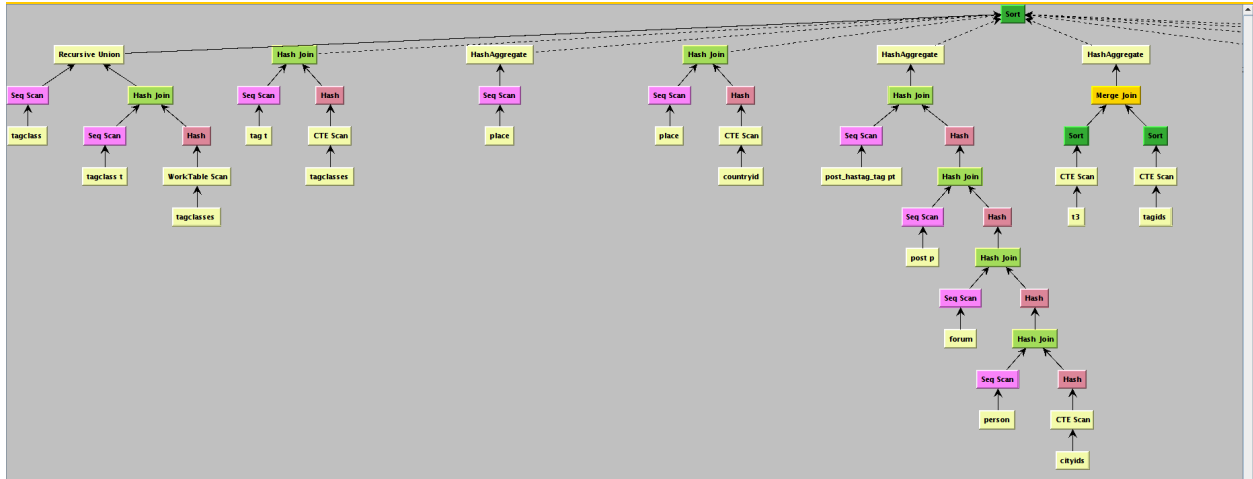 Sort
Recursive Union Hash Join HashAggregate Hash Join HashAggregate HashAggregate
Seq Scan Hash Join Seq Scan Hash Seq Scan Seq Scan Hash Hash Join Merge Join
tagclass Seq Scan Hash tag t CTE Scan place place CTE Scan Seq Scan Hash Sort Sort
tagclass t WorkTable Scan tagclasses countryid post_hastag_tag pt Hash Join CTE Scan CTE Scan
tagclasses Seq Scan Hash t3 tagids
post p Hash Join
Seq Scan Hash
forum Hash Join
Seq Scan Hash
person CTE Scan
cityids